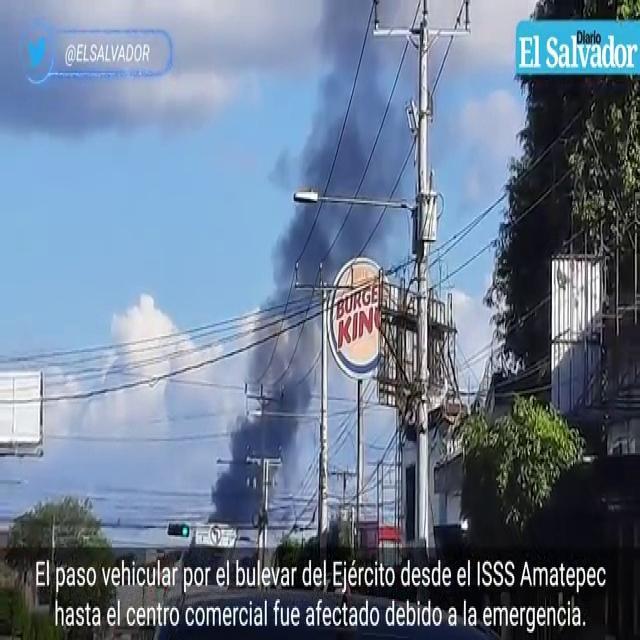 @ELSALVADOR
Diario
El Salvador
BURGER
KING
El paso vehicular por el bulevar del Ejército desde el ISSS Amatepec
hasta el centro comercial fue afectado debido a la emergencia.